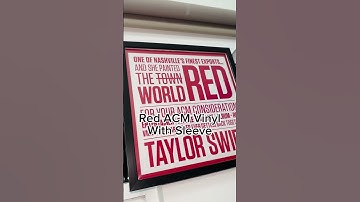 ONE OF NASHVILLE'S FINEST EXPORTS...
AND SHE PAINTED
THE TOWN
WORLD RED
FOR YOUR ACM CONSIDERATION
Red ACM Vinyl
With Sleeve
TAYLOR SWI